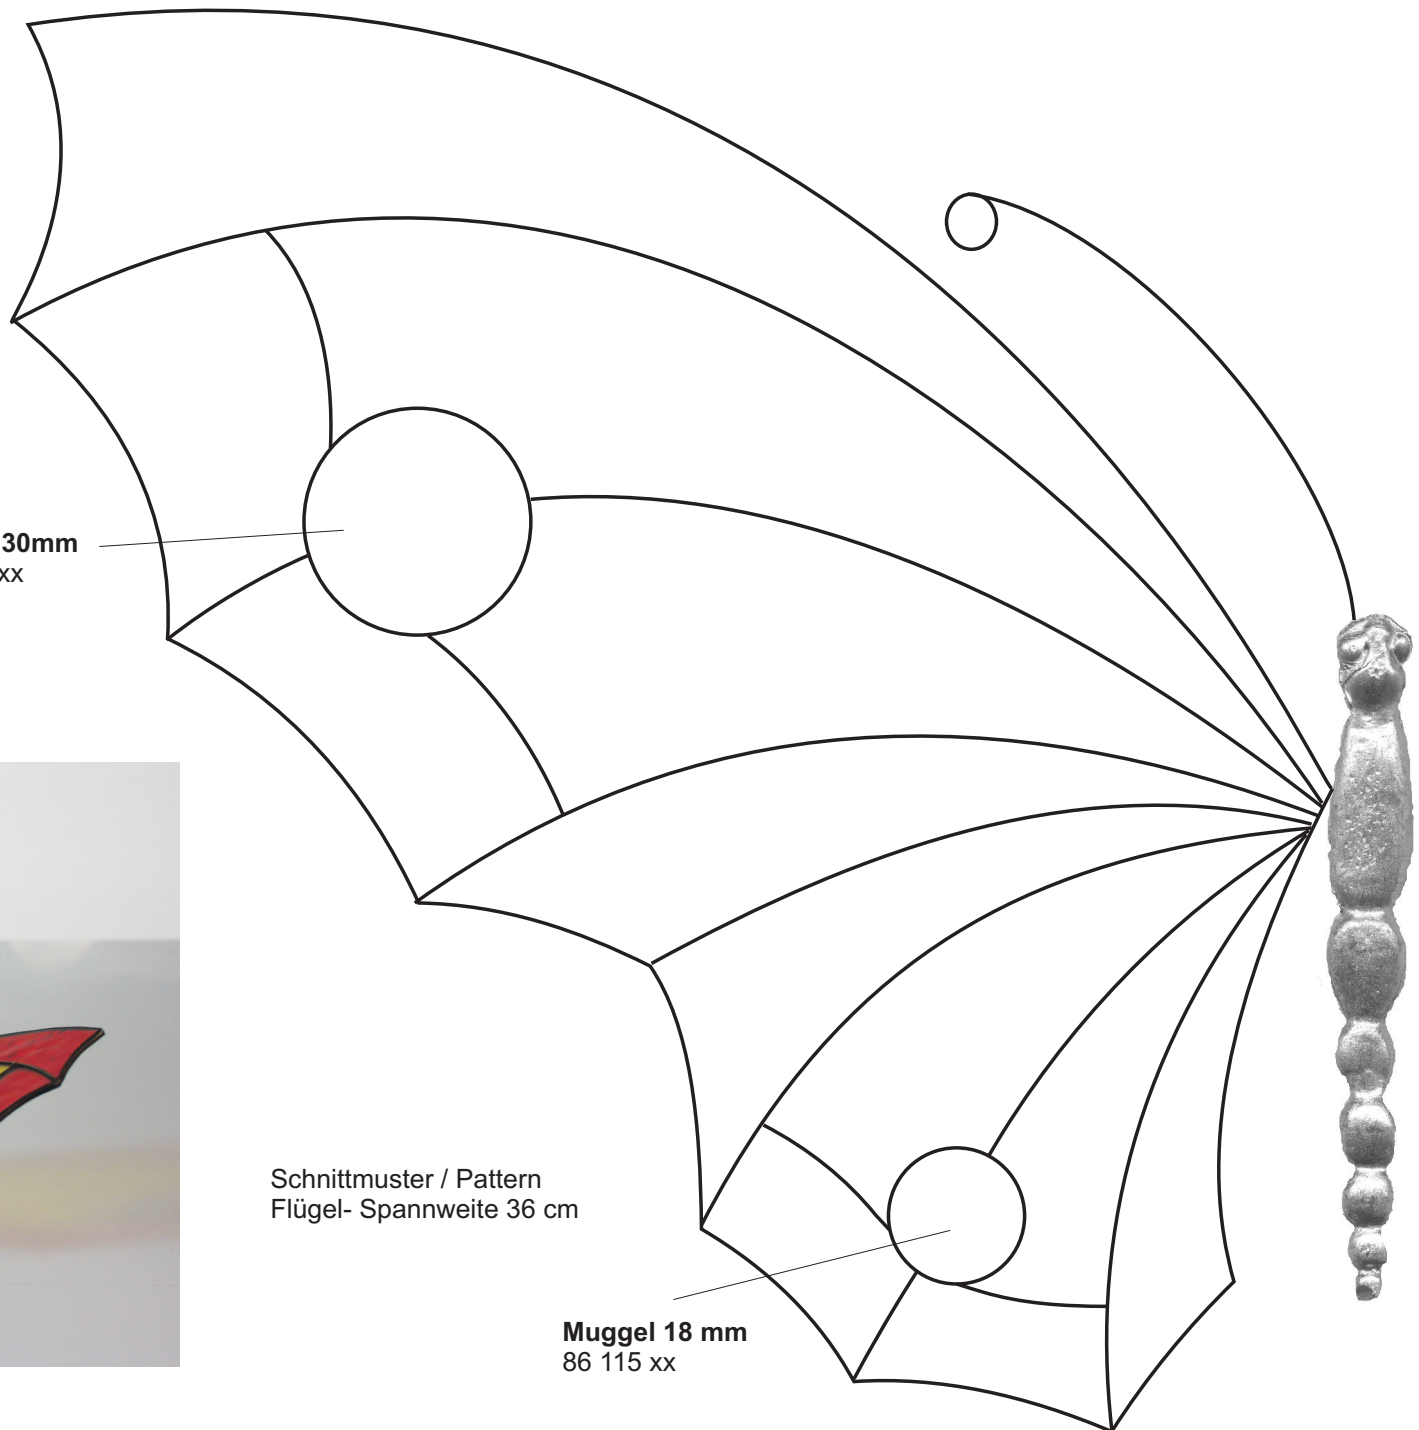 30mm
xx
Schnittmuster / Pattern
Flügel- Spannweite 36 cm
Muggel 18 mm
86 115 xx